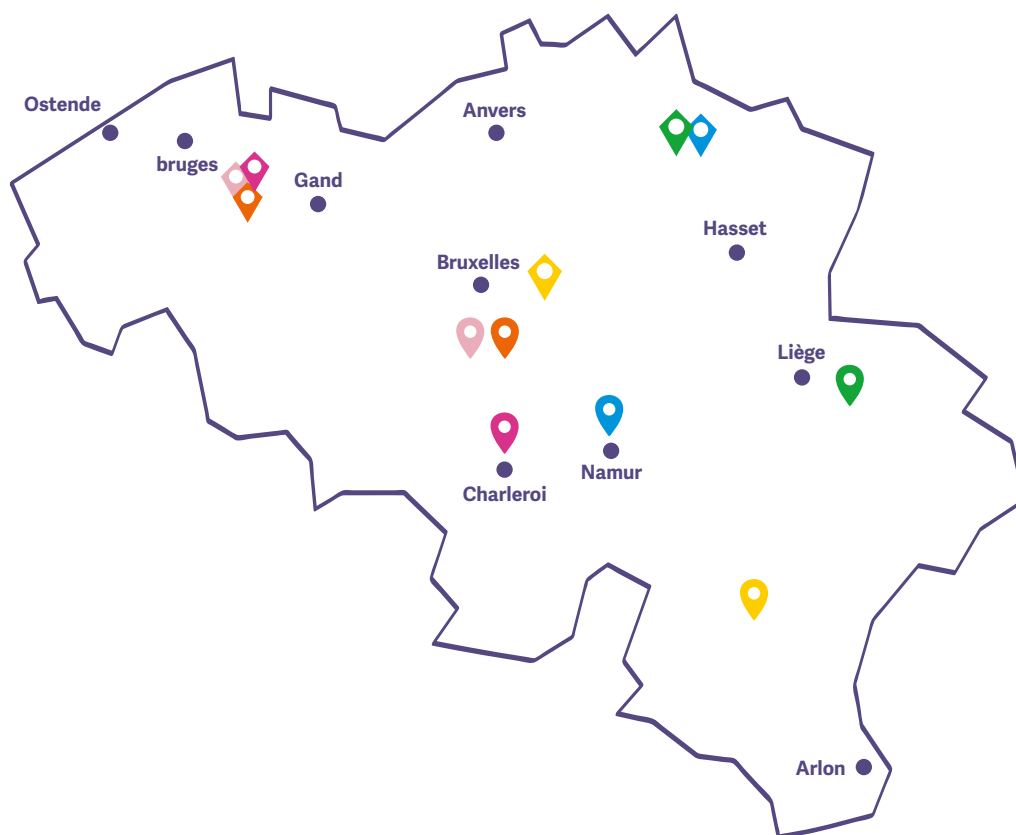 Ostende
Anvers
bruges
Gand
Hasset
Bruxelles
Liège
Namur
Charleroi
Arlon